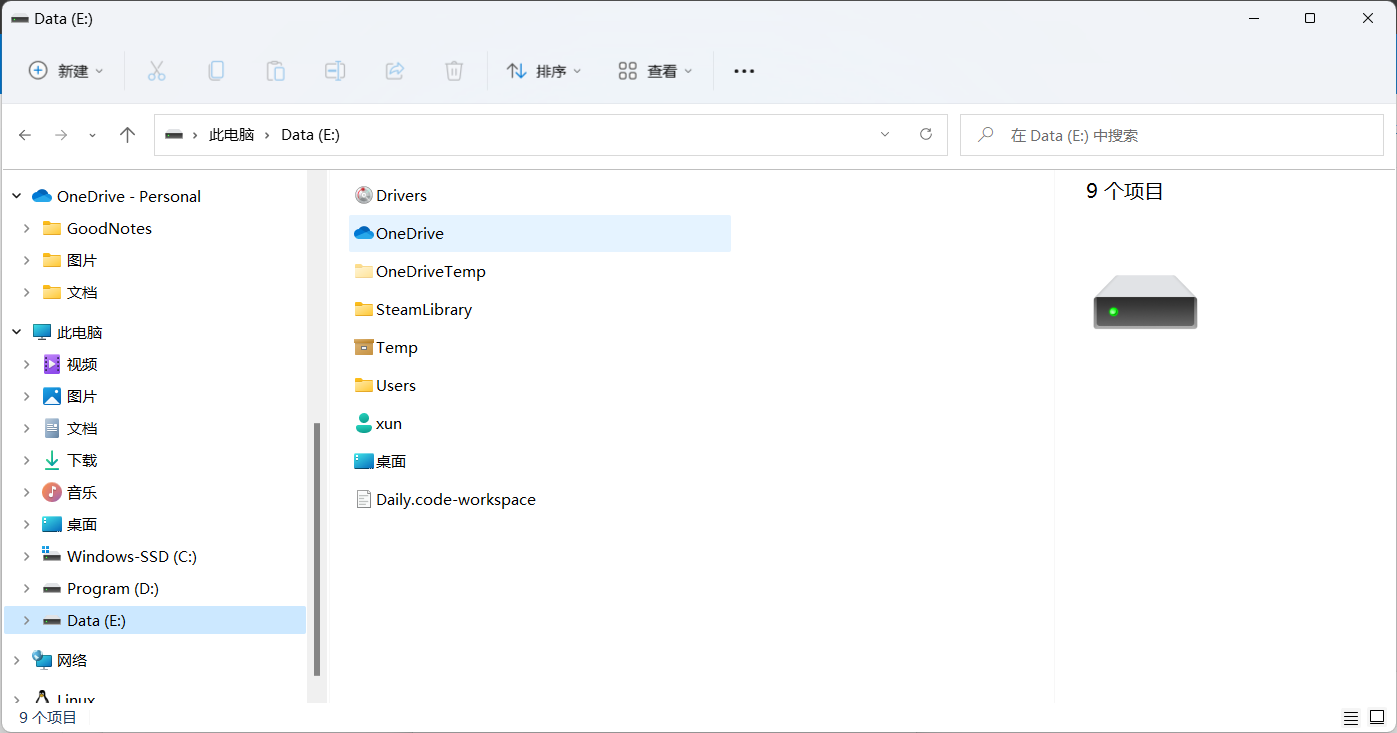 Data (E:)
新建
排序
查看
此电脑 › Data (E:)
在 Data (E:) 中搜索
OneDrive - Personal
GoodNotes
图片
文档
此电脑
视频
图片
文档
下载
音乐
桌面
Windows-SSD (C:)
Program (D:)
Data (E:)
网络
Linux
Drivers
OneDrive
OneDriveTemp
SteamLibrary
Temp
Users
xun
桌面
Daily.code-workspace
9 个项目
9 个项目